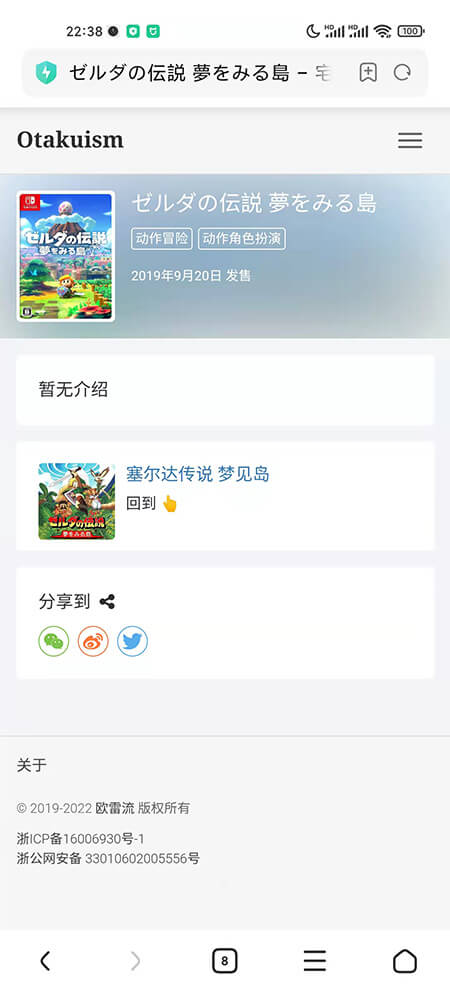 22:38
HD
HD
100
ゼルダの伝説 夢をみる島 - 宅
Otakuism
ゼルダの伝説
夢をみる島
ゼルダの伝説 夢をみる島
动作冒险 动作角色扮演
2019年9月20日 发售
暂无介绍
ゼルダの伝説
夢をみる島
塞尔达传说 梦见岛
回到 👆
分享到
关于
© 2019-2022 欧雷流 版权所有
浙ICP备16006930号-1
浙公网安备 33010602005556号
8